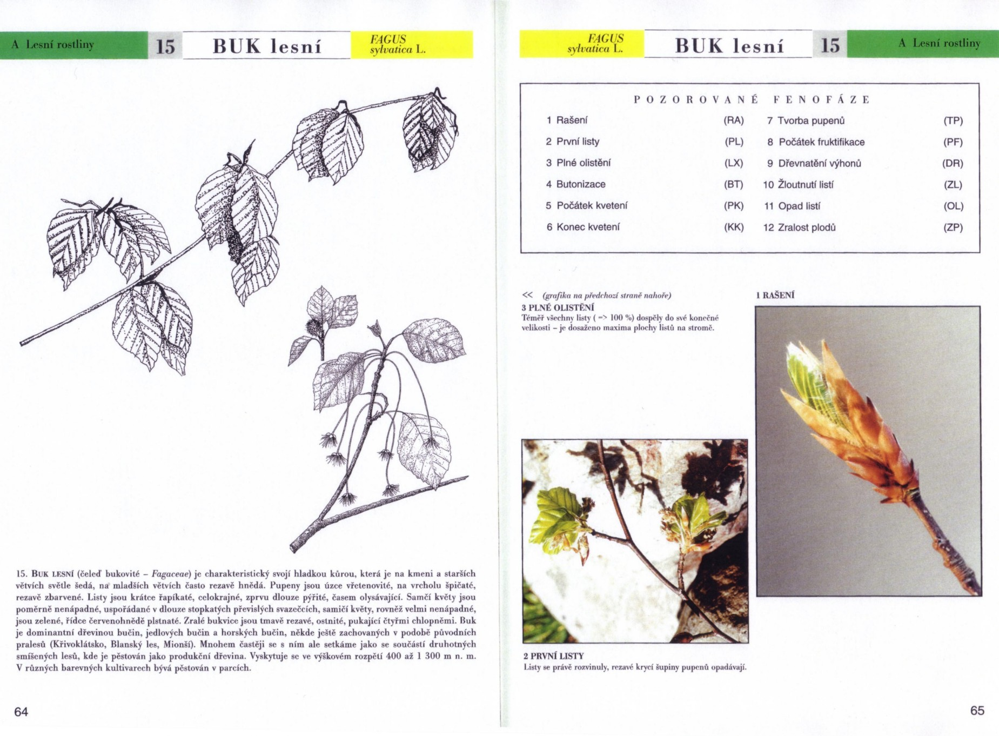 A Lesní rostliny
15
BUK lesní
FAGUS
sylvatica L.
15. BUK LESNÍ (čeleď bukovité – Fagaceae) je charakteristický svojí hladkou kůrou, která je na kmeni a starších
větvích světle šedá, na mladších větvích často rezavě hnědá. Pupeny jsou úzce vřetenovité, na vrcholu špičaté,
rezavě zbarvené. Listy jsou krátce řapíkaté, celokrajné, zprvu dlouze pýřité, časem olysávající. Samčí květy jsou
poměrně nenápadné, uspořádané v dlouze stopkatých převislých svazečcích, samičí květy, rovněž velmi nenápadné,
jsou zelené, řídce červenohnědě plstnaté. Zralé bukvice jsou tmavě rezavé, ostnité, pukající čtyřmi chlopněmi. Buk
je dominantní dřevinou bučin, jedlových bučin a horských bučin, někde ještě zachovaných v podobě původních
pralesů (Křivoklátsko, Blanský les, Mionší). Mnohem častěji se s ním ale setkáme jako se součástí druhotných
smíšených lesů, kde je pěstován jako produkční dřevina. Vyskytuje se ve výškovém rozpětí 400 až 1 300 m n. m.
V různých barevných kultivarech bývá pěstován v parcích.
64
FAGUS
sylvatica L.
BUK lesní
15
A Lesní rostliny
POZOROVANÉ FENOFÁZE
1 Rašení (RA) 7 Tvorba pupenů (TP)
2 První listy (PL) 8 Počátek fruktifikace (PF)
3 Plné olistění (LX) 9 Dřevnatění výhonů (DR)
4 Butonizace (BT) 10 Žloutnutí listí (ZL)
5 Počátek kvetení (PK) 11 Opad listí (OL)
6 Konec kvetení (KK) 12 Zralost plodů (ZP)
<< (grafika na předchozí straně nahoře)
3 PLNÉ OLISTĚNÍ
Téměř všechny listy ( => 100 %) dospěly do své konečné
velikosti – je dosaženo maxima plochy listů na stromě.
1 RAŠENÍ
2 PRVNÍ LISTY
Listy se právě rozvinuly, rezavé krycí šupiny pupenů opadávají.
65